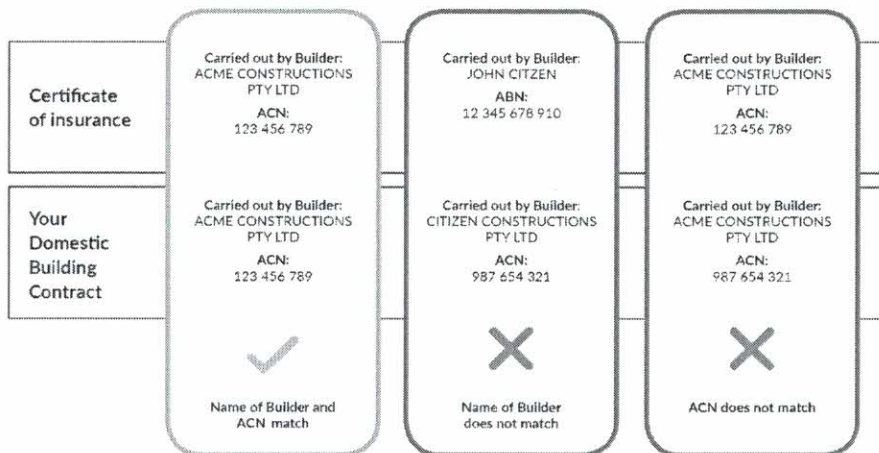 Certificate
of insurance
Carried out by Builder:
ACME CONSTRUCTIONS
PTY LTD
ACN:
123 456 789
Carried out by Builder:
JOHN CITZEN
ABN:
12 345 678 910
Carried out by Builder:
ACME CONSTRUCTIONS
PTY LTD
ACN:
123 456 789
Your
Domestic
Building
Contract
Carried out by Builder:
ACME CONSTRUCTIONS
PTY LTD
ACN:
123 456 789
Carried out by Builder:
CITIZEN CONSTRUCTIONS
PTY LTD
ACN:
987 654 321
Carried out by Builder:
ACME CONSTRUCTIONS
PTY LTD
ACN:
987 654 321
Name of Builder and
ACN match
Name of Builder
does not match
ACN does not match